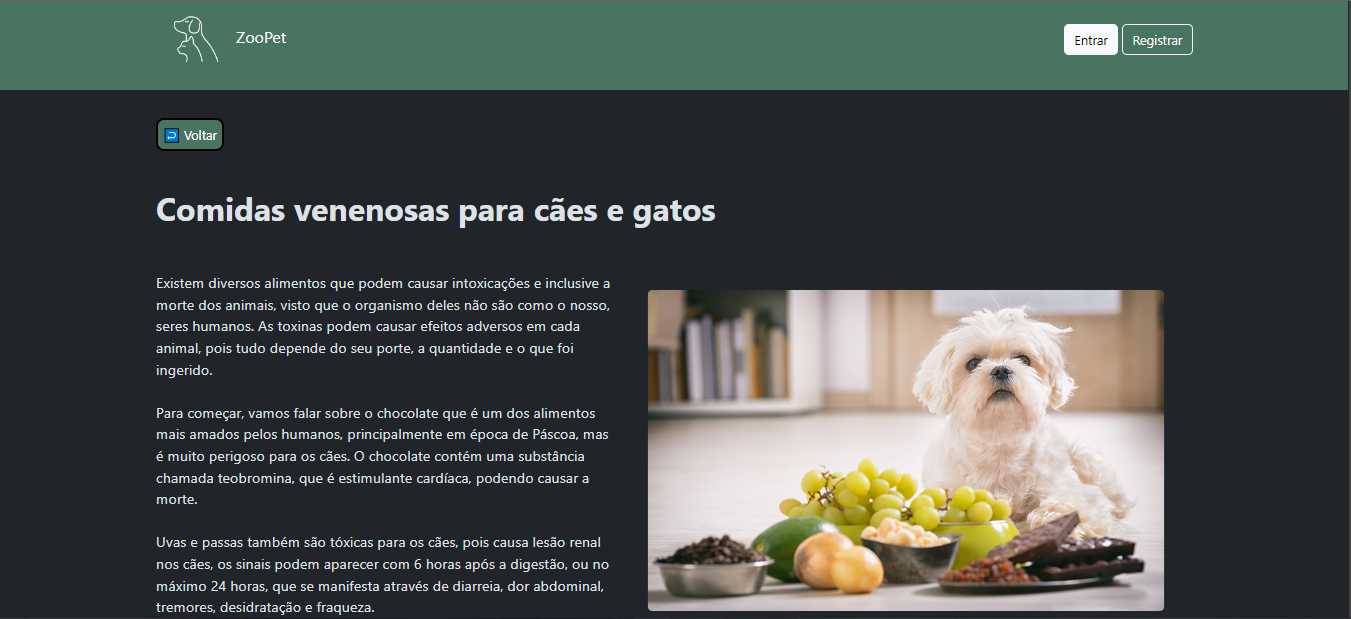 ZooPet
Entrar
Registrar
Voltar
Comidas venenosas para cães e gatos
Existem diversos alimentos que podem causar intoxicações e inclusive a
morte dos animais, visto que o organismo deles não são como o nosso,
seres humanos. As toxinas podem causar efeitos adversos em cada
animal, pois tudo depende do seu porte, a quantidade e o que foi
ingerido.
Para começar, vamos falar sobre o chocolate que é um dos alimentos
mais amados pelos humanos, principalmente em época de Páscoa, mas
é muito perigoso para os cães. O chocolate contém uma substância
chamada teobromina, que é estimulante cardíaca, podendo causar a
morte.
Uvas e passas também são tóxicas para os cães, pois causa lesão renal
nos cães, os sinais podem aparecer com 6 horas após a digestão, ou no
máximo 24 horas, que se manifesta através de diarreia, dor abdominal,
tremores, desidratação e fraqueza.